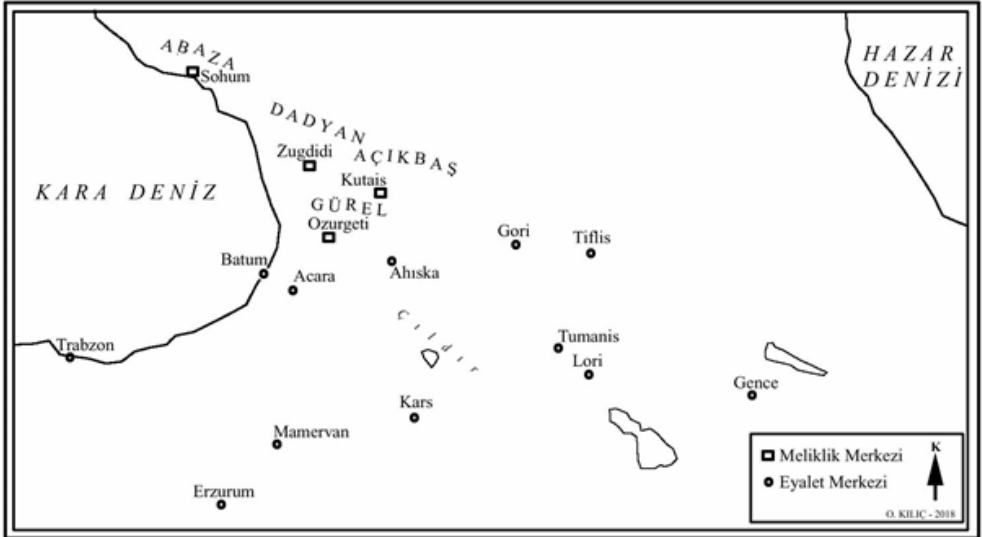 ABAZA
Sohum
HAZAR
DENİZİ
DADYAN
Zugdidi
AÇIKBAŞ
Kutais
KARA DENİZ
GÜREL
Ozurgeti
Gori
Tiflis
Batum
Acara
Ahıska
Çıldır
Trabzon
Tumanis
Lori
Gence
Kars
Mamervan
Erzurum
K
Meliklik Merkezi
Eyalet Merkezi
O. KILIÇ - 2018